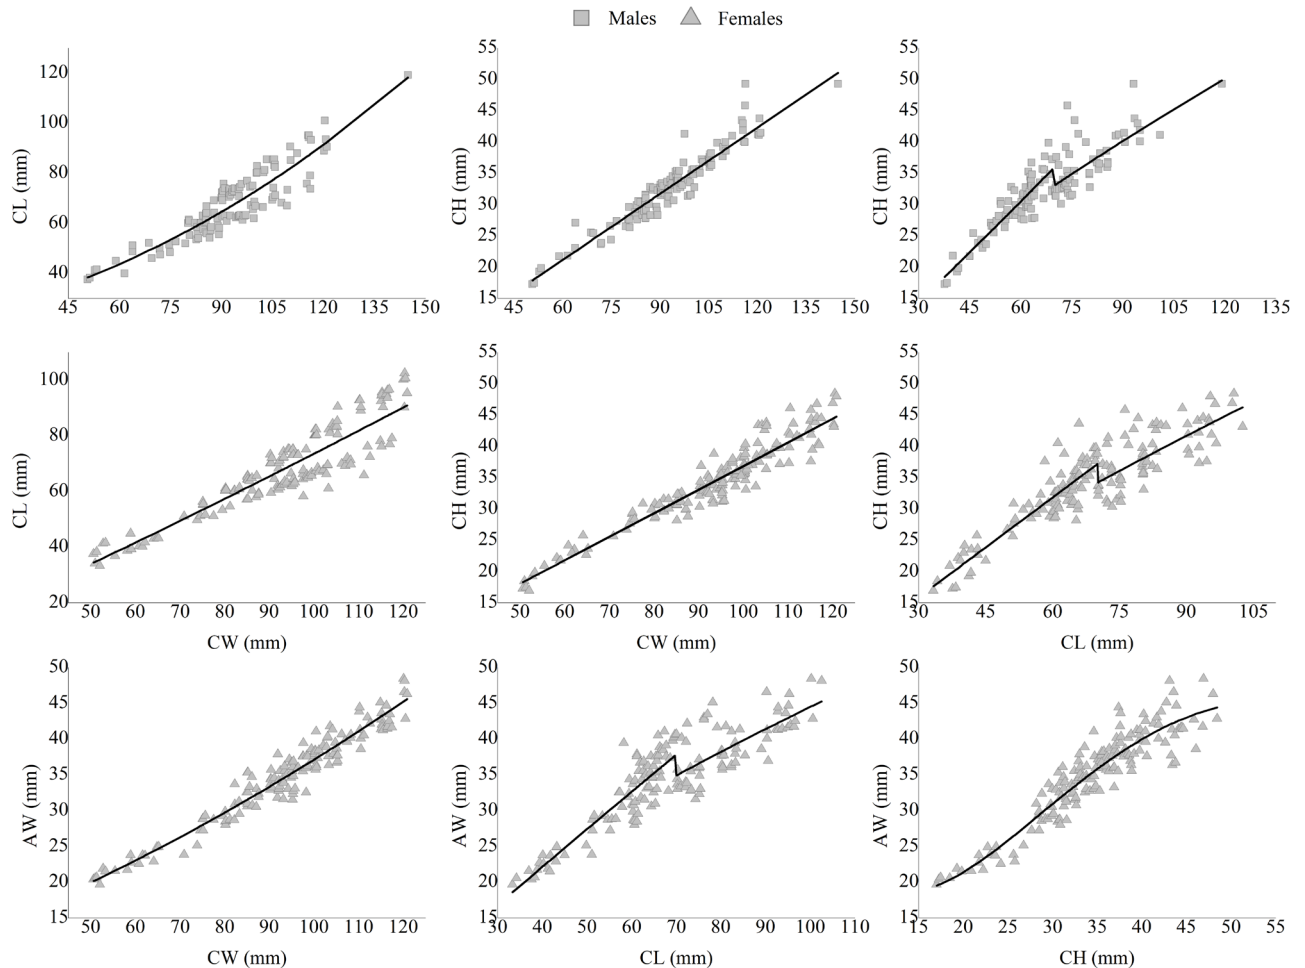 Males Females
CL (mm)
120
100
80
60
40
45 60 75 90 105 120 135 150
CH (mm)
55
50
45
40
35
30
25
20
15
45 60 75 90 105 120 135 150
CH (mm)
55
50
45
40
35
30
25
20
15
30 45 60 75 90 105 120 135
CL (mm)
100
80
60
40
20
50 60 70 80 90 100 110 120
CW (mm)
CH (mm)
55
50
45
40
35
30
25
20
15
50 60 70 80 90 100 110 120
CW (mm)
CH (mm)
55
50
45
40
35
30
25
20
15
30 45 60 75 90 105
CL (mm)
AW (mm)
50
45
40
35
30
25
20
15
50 60 70 80 90 100 110 120
CW (mm)
AW (mm)
50
45
40
35
30
25
20
15
30 40 50 60 70 80 90 100 110
CL (mm)
AW (mm)
50
45
40
35
30
25
20
15
15 20 25 30 35 40 45 50 55
CH (mm)